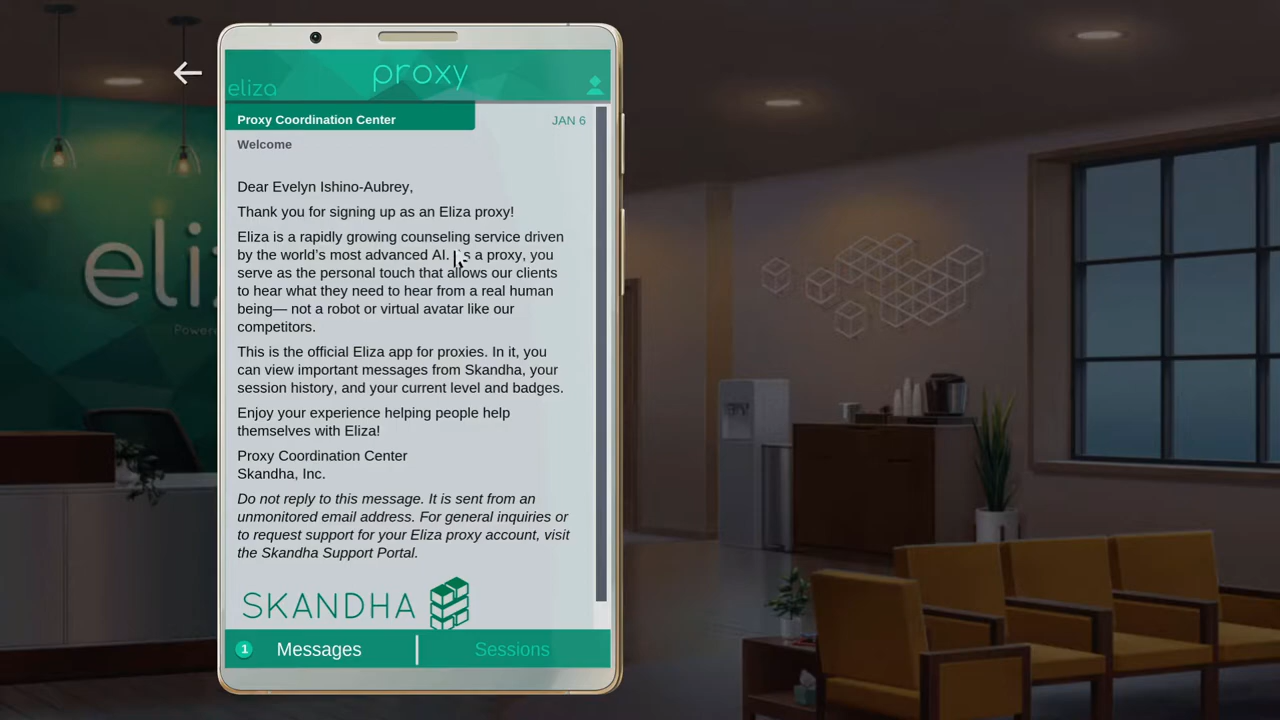 proxy
eliza
Proxy Coordination Center
JAN 6
Welcome
Dear Evelyn Ishino-Aubrey,
Thank you for signing up as an Eliza proxy!
Eliza is a rapidly growing counseling service driven
by the world's most advanced AI. As a proxy, you
serve as the personal touch that allows our clients
to hear what they need to hear from a real human
being— not a robot or virtual avatar like our
competitors.
This is the official Eliza app for proxies. In it, you
can view important messages from Skandha, your
session history, and your current level and badges.
Enjoy your experience helping people help
themselves with Eliza!
Proxy Coordination Center
Skandha, Inc.
Do not reply to this message. It is sent from an
unmonitored email address. For general inquiries or
to request support for your Eliza proxy account, visit
the Skandha Support Portal.
SKANDHA
1 Messages
Sessions
eli
Powere